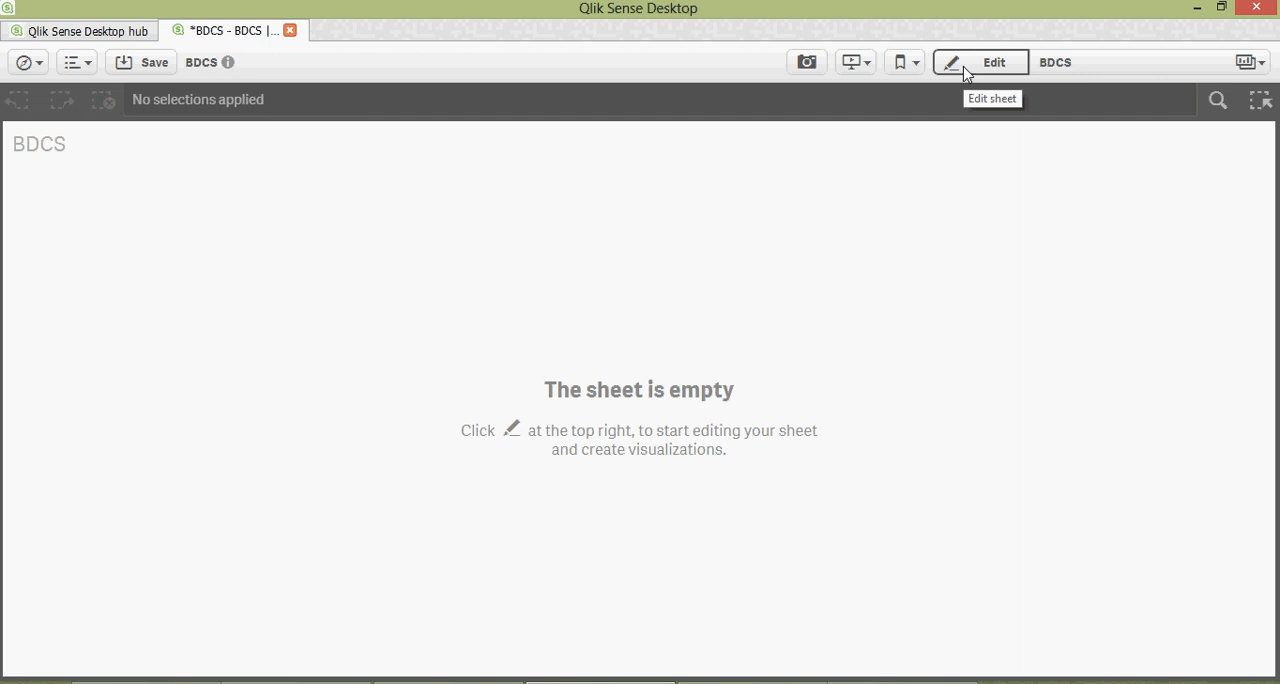 Qlik Sense Desktop
Qlik Sense Desktop hub
*BDCS - BDCS |...
Save
BDCS
Edit
BDCS
No selections applied
Edit sheet
BDCS
The sheet is empty
Click at the top right, to start editing your sheet
and create visualizations.